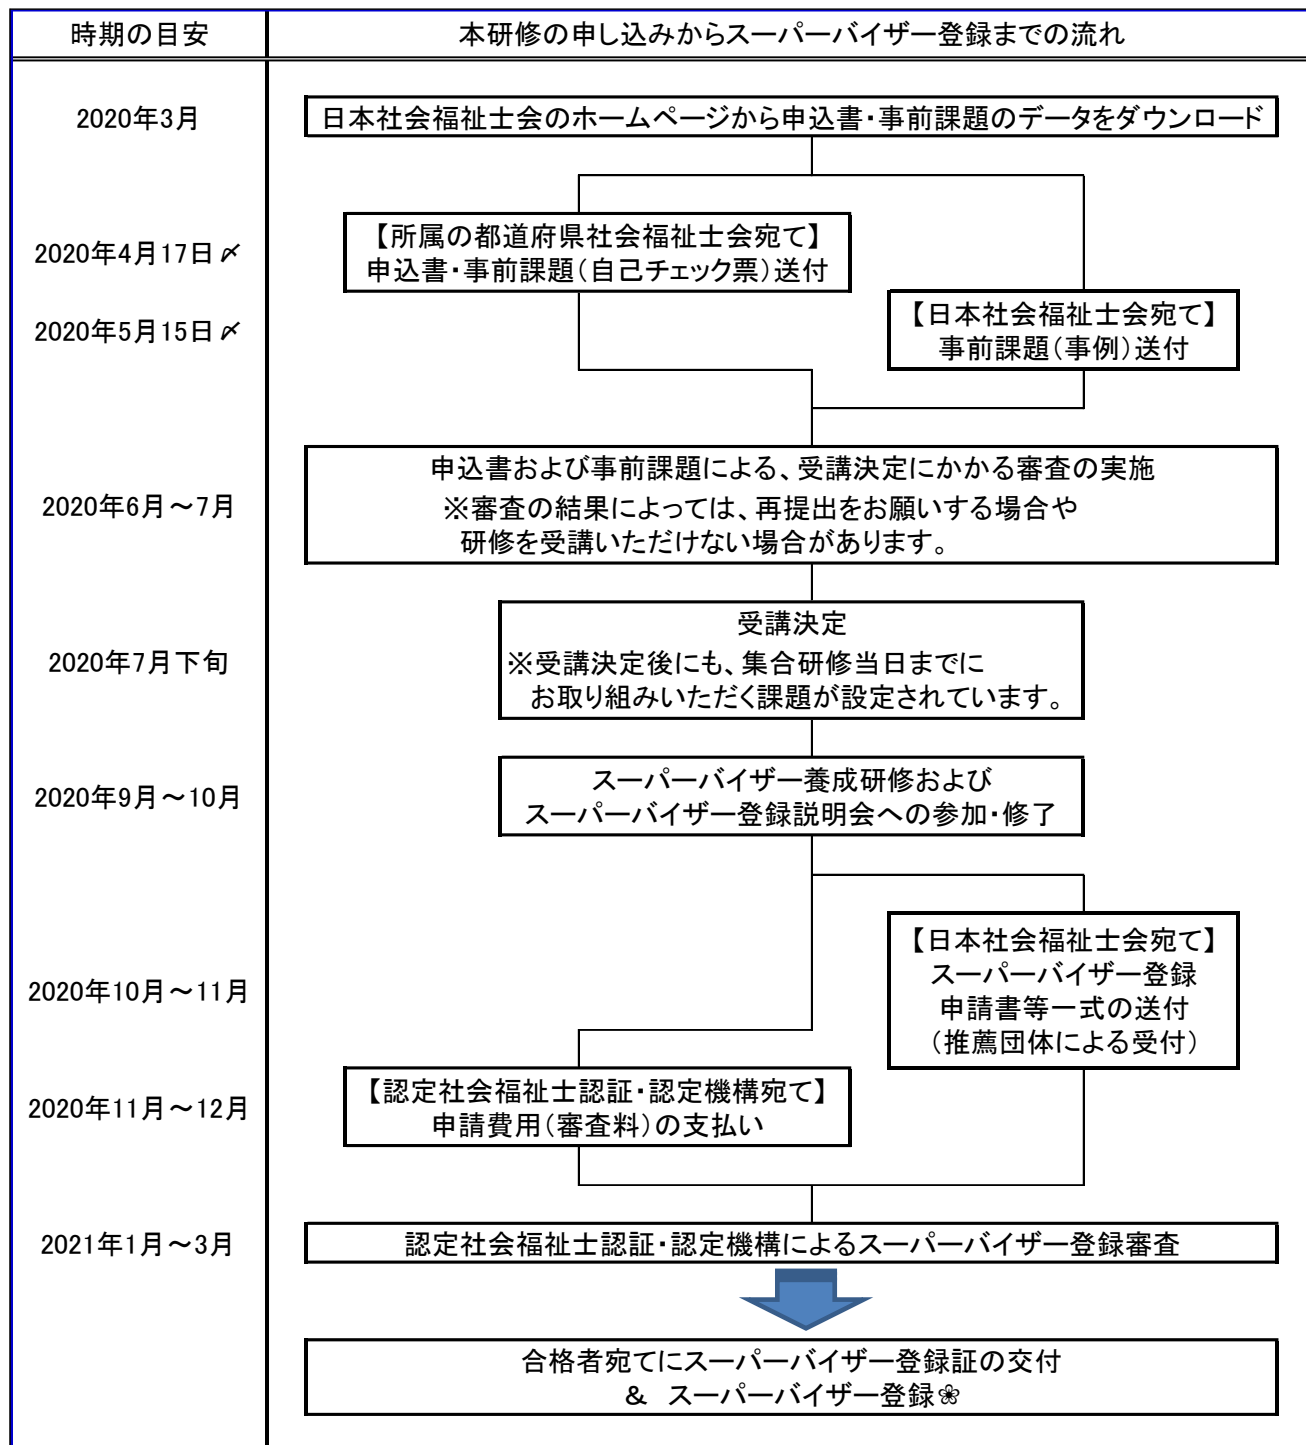 時期の目安
本研修の申し込みからスーパーバイザー登録までの流れ
2020年3月
日本社会福祉士会のホームページから申込書・事前課題のデータをダウンロード
2020年4月17日〆
【所属の都道府県社会福祉士会宛て】
申込書・事前課題（自己チェック票）送付
2020年5月15日〆
【日本社会福祉士会宛て】
事前課題（事例）送付
2020年6月～7月
申込書および事前課題による、受講決定にかかる審査の実施
※審査の結果によっては、再提出をお願いする場合や
研修を受講いただけない場合があります。
2020年7月下旬
受講決定
※受講決定後にも、集合研修当日までに
お取り組みいただく課題が設定されています。
2020年9月～10月
スーパーバイザー養成研修および
スーパーバイザー登録説明会への参加・修了
2020年10月～11月
【日本社会福祉士会宛て】
スーパーバイザー登録
申請書等一式の送付
（推薦団体による受付）
2020年11月～12月
【認定社会福祉士認証・認定機構宛て】
申請費用（審査料）の支払い
2021年1月～3月
認定社会福祉士認証・認定機構によるスーパーバイザー登録審査
合格者宛てにスーパーバイザー登録証の交付
＆ スーパーバイザー登録❀